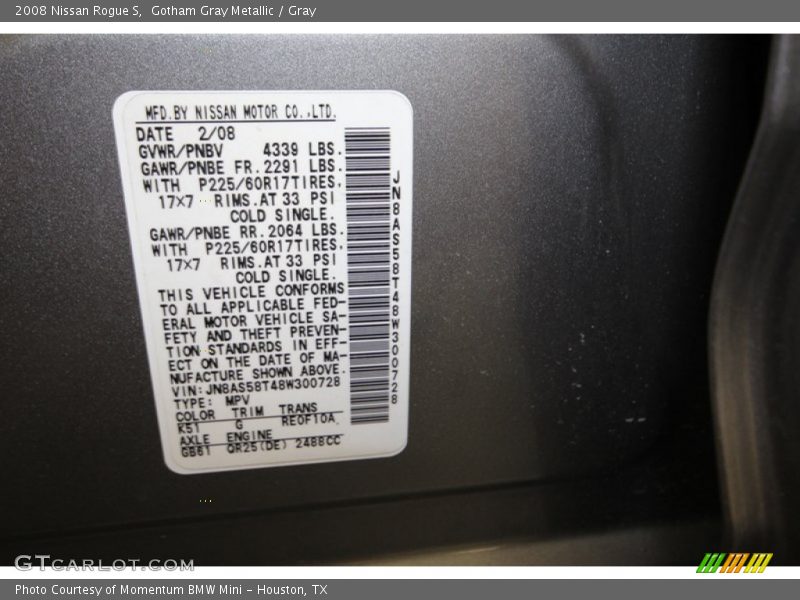 2008 Nissan Rogue S,  Gotham Gray Metallic / Gray
MFD.BY NISSAN MOTOR CO.,LTD.
DATE 2/08
GVWR/PNBV 4339 LBS.
GAWR/PNBE FR.2291 LBS.
WITH P225/60R17TIRES,
17×7 RIMS.AT 33 PSI
COLD SINGLE.
GAWR/PNBE RR.2064 LBS.
WITH P225/60R17TIRES,
17×7 RIMS.AT 33 PSI
COLD SINGLE.
THIS VEHICLE CONFORMS
TO ALL APPLICABLE FED-
ERAL MOTOR VEHICLE SA-
FETY AND THEFT PREVEN-
TION STANDARDS IN EFF-
ECT ON THE DATE OF MA-
NUFACTURE SHOWN ABOVE.
VIN:JN8AS58T48W300728
TYPE: MPV
COLOR TRIM TRANS
K51 G RE0F10A
AXLE ENGINE
GB61 QR25(DE) 2488CC
JN8AS58T48W300728
GTCARLOT.COM
Photo Courtesy of Momentum BMW Mini - Houston, TX